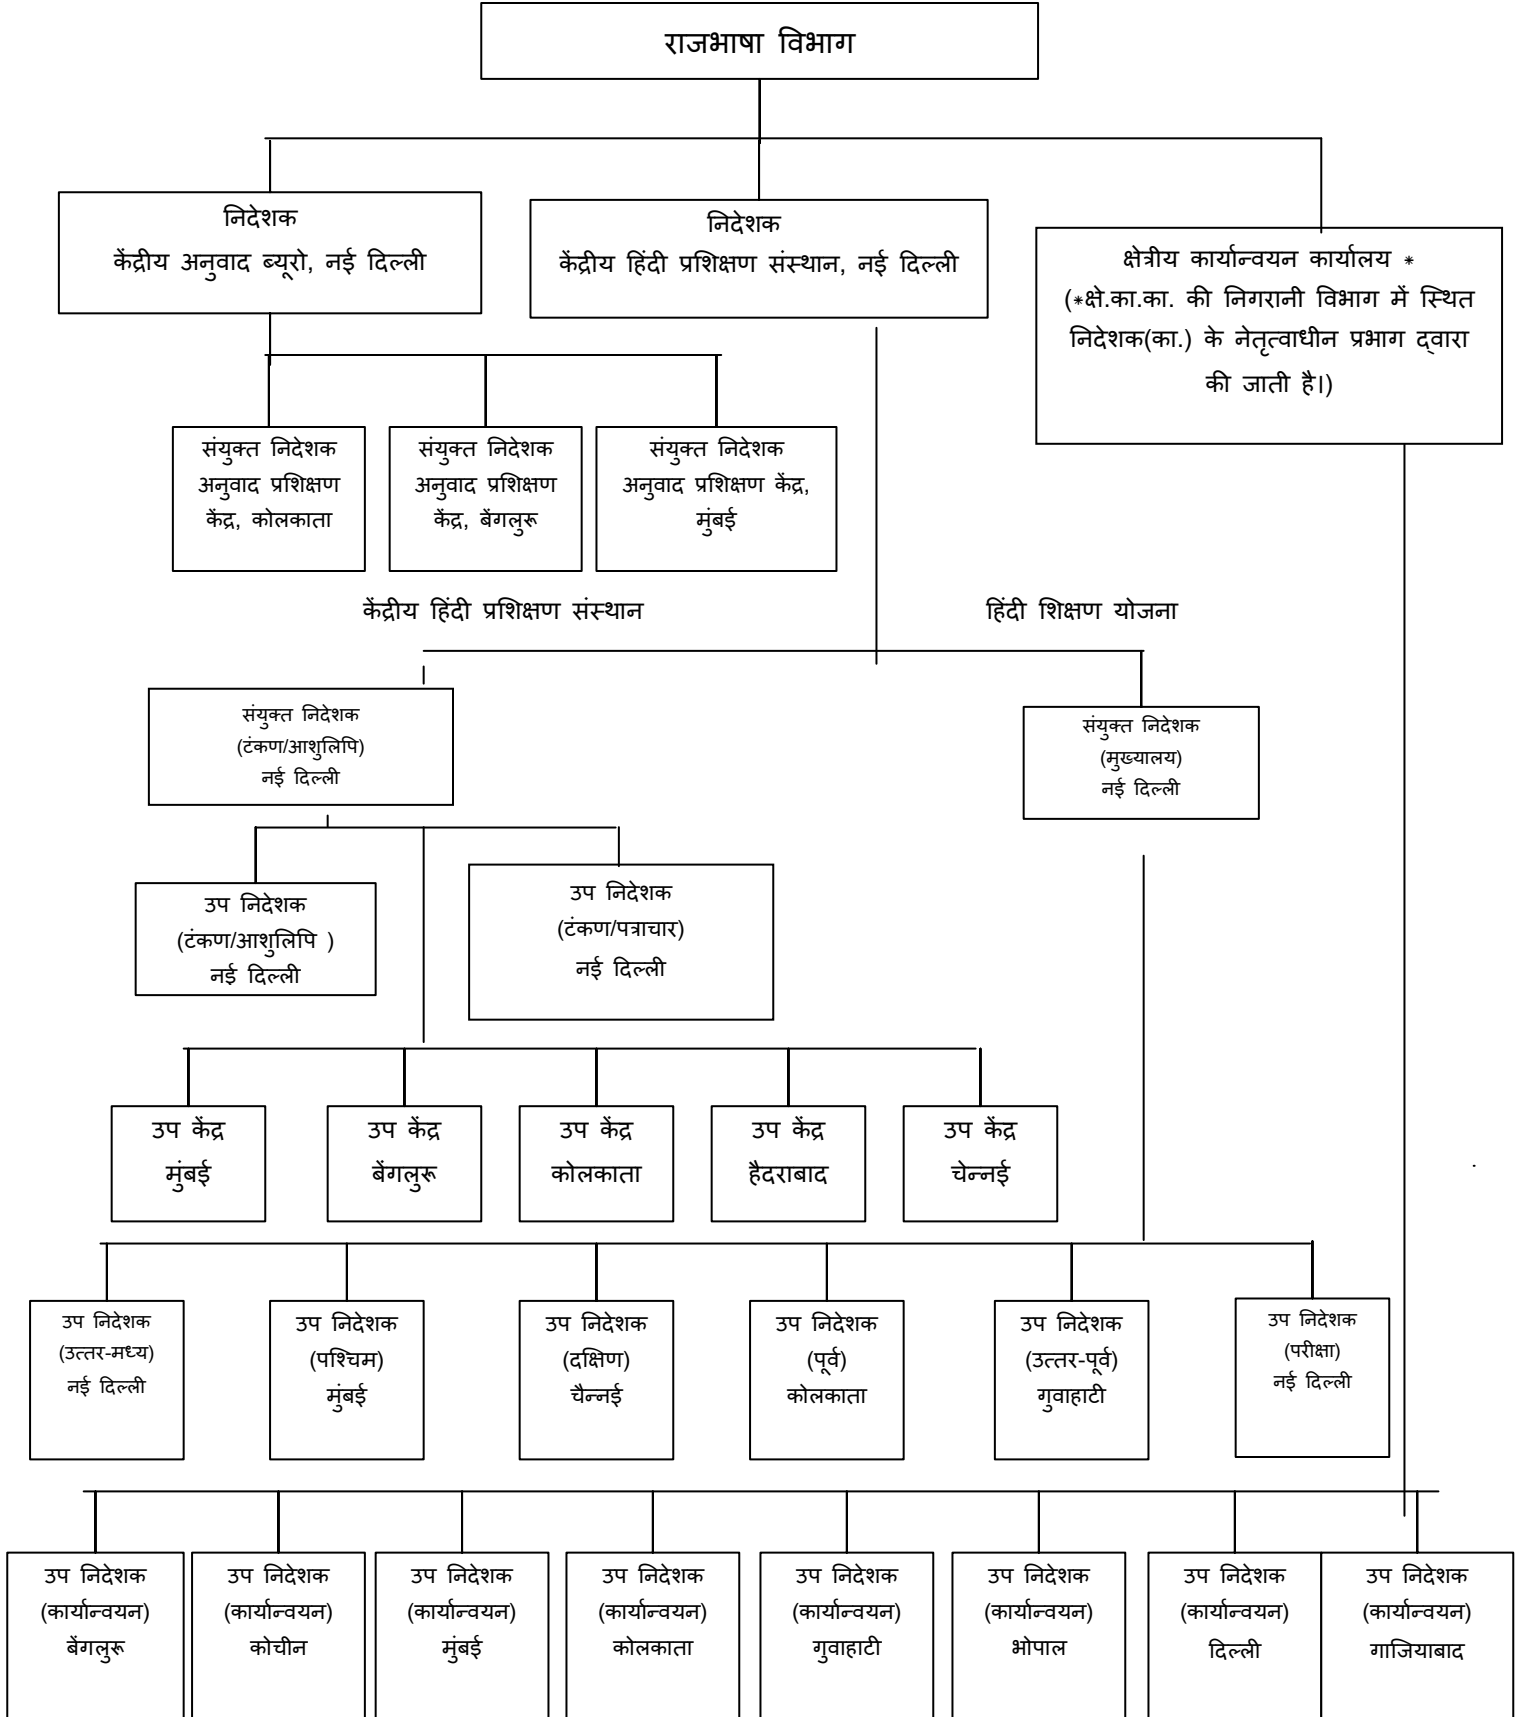 राजभाषा विभाग
निदेशक
केंद्रीय अनुवाद ब्यूरो, नई दिल्ली
निदेशक
केंद्रीय हिंदी प्रशिक्षण संस्थान, नई दिल्ली
क्षेत्रीय कार्यान्वयन कार्यालय *
(*क्षे.का.का. की निगरानी विभाग में स्थित
निदेशक(का.) के नेतृत्वाधीन प्रभाग द्वारा
की जाती है।)
संयुक्त निदेशक
अनुवाद प्रशिक्षण
केंद्र, कोलकाता
संयुक्त निदेशक
अनुवाद प्रशिक्षण
केंद्र, बेंगलुरू
संयुक्त निदेशक
अनुवाद प्रशिक्षण केंद्र,
मुंबई
केंद्रीय हिंदी प्रशिक्षण संस्थान
हिंदी शिक्षण योजना
संयुक्त निदेशक
(टंकण/आशुलिपि)
नई दिल्ली
संयुक्त निदेशक
(मुख्यालय)
नई दिल्ली
उप निदेशक
(टंकण/आशुलिपि )
नई दिल्ली
उप निदेशक
(टंकण/पत्राचार)
नई दिल्ली
उप केंद्र
मुंबई
उप केंद्र
बेंगलुरू
उप केंद्र
कोलकाता
उप केंद्र
हैदराबाद
उप केंद्र
चेन्नई
उप निदेशक
(उत्तर-मध्य)
नई दिल्ली
उप निदेशक
(पश्चिम)
मुंबई
उप निदेशक
(दक्षिण)
चैन्नई
उप निदेशक
(पूर्व)
कोलकाता
उप निदेशक
(उत्तर-पूर्व)
गुवाहाटी
उप निदेशक
(परीक्षा)
नई दिल्ली
उप निदेशक
(कार्यान्वयन)
बेंगलुरू
उप निदेशक
(कार्यान्वयन)
कोचीन
उप निदेशक
(कार्यान्वयन)
मुंबई
उप निदेशक
(कार्यान्वयन)
कोलकाता
उप निदेशक
(कार्यान्वयन)
गुवाहाटी
उप निदेशक
(कार्यान्वयन)
भोपाल
उप निदेशक
(कार्यान्वयन)
दिल्ली
उप निदेशक
(कार्यान्वयन)
गाजियाबाद